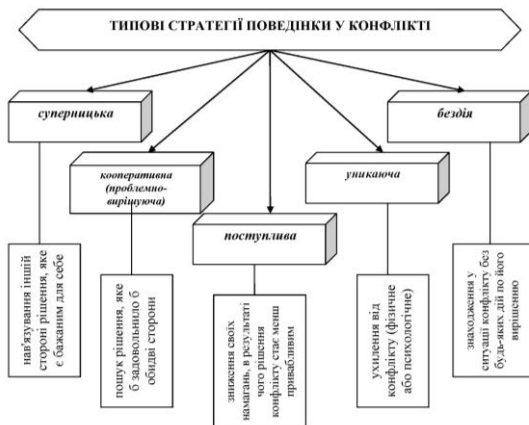 ТИПОВІ СТРАТЕГІЇ ПОВЕДІНКИ У КОНФЛІКТІ
суперницька
бездія
кооперативна
(проблемно-
вирішуюча)
уникаюча
поступлива
нав'язування іншій
стороні рішення, яке
є бажаним для себе
пошук рішення, яке
б задовольнило б
обидві сторони
зниження своїх
намагань, в результаті
чого рішення
конфлікту стає менш
привабливим
ухилення від
конфлікту (фізичне
або психологічне)
знаходження у
ситуації конфлікту без
будь-яких дій по його
вирішенню